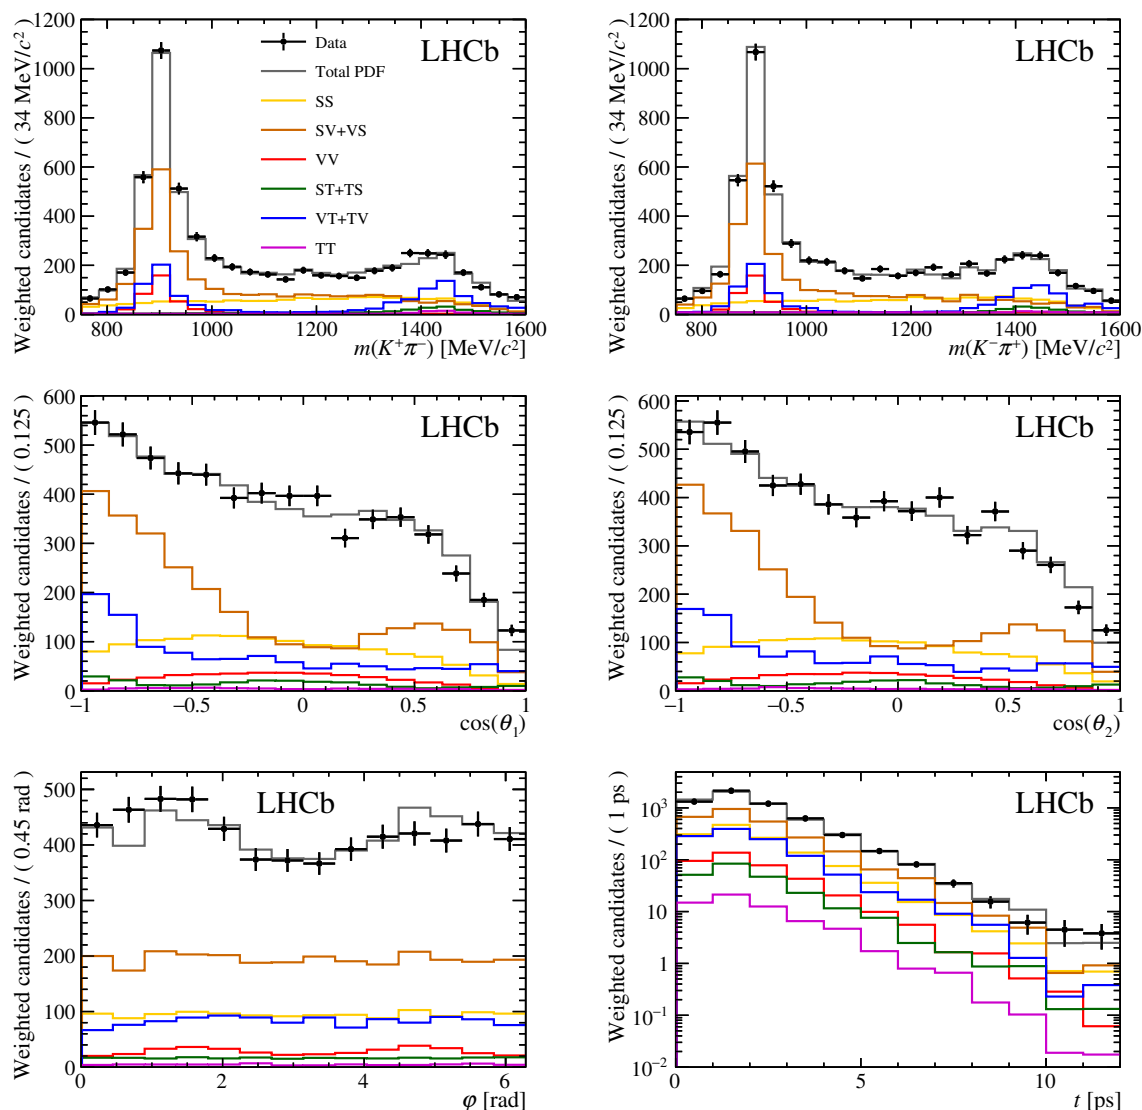 Weighted candidates / ( 34 MeV/c²)
1200
1000
800
600
400
200
0
LHCb
Data
Total PDF
SS
SV+VS
VV
ST+TS
VT+TV
TT
800 1000 1200 1400 1600
m(K⁺π⁻) [MeV/c²]
Weighted candidates / ( 34 MeV/c²)
1200
1000
800
600
400
200
0
LHCb
800 1000 1200 1400 1600
m(K⁻π⁺) [MeV/c²]
Weighted candidates / ( 0.125)
600
500
400
300
200
100
0
LHCb
−1 −0.5 0 0.5 1
cos(θ₁)
Weighted candidates / ( 0.125)
600
500
400
300
200
100
0
LHCb
−1 −0.5 0 0.5 1
cos(θ₂)
Weighted candidates / ( 0.45 rad )
500
400
300
200
100
0
LHCb
0 2 4 6
φ [rad]
Weighted candidates / ( 1 ps )
10³
10²
10
1
10⁻¹
10⁻²
LHCb
0 5 10
t [ps]